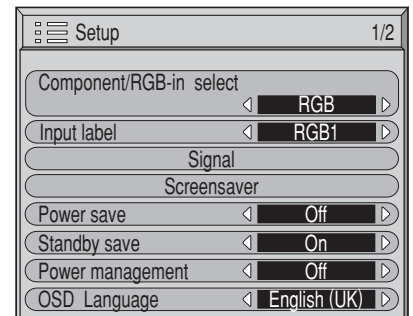 Setup 1/2
Component/RGB-in select
RGB
Input label RGB1
Signal
Screensaver
Power save Off
Standby save On
Power management Off
OSD Language English (UK)